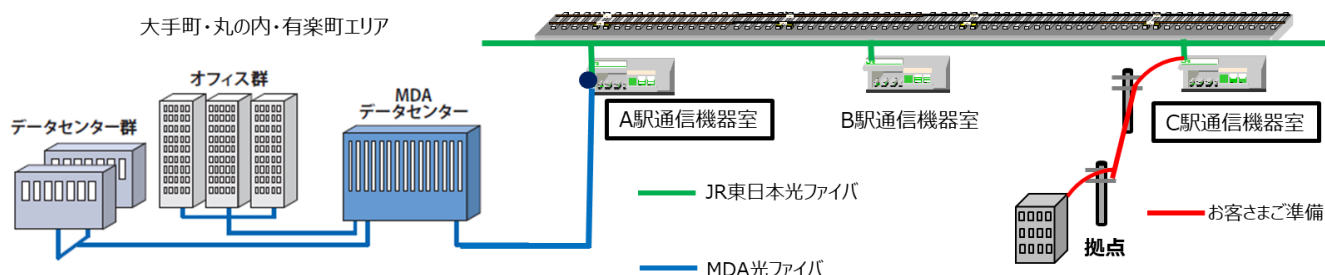 大手町・丸の内・有楽町エリア
オフィス群
MDA
データセンター
データセンター群
A駅通信機器室
B駅通信機器室
C駅通信機器室
JR東日本光ファイバ
お客さまご準備
拠点
MDA光ファイバ